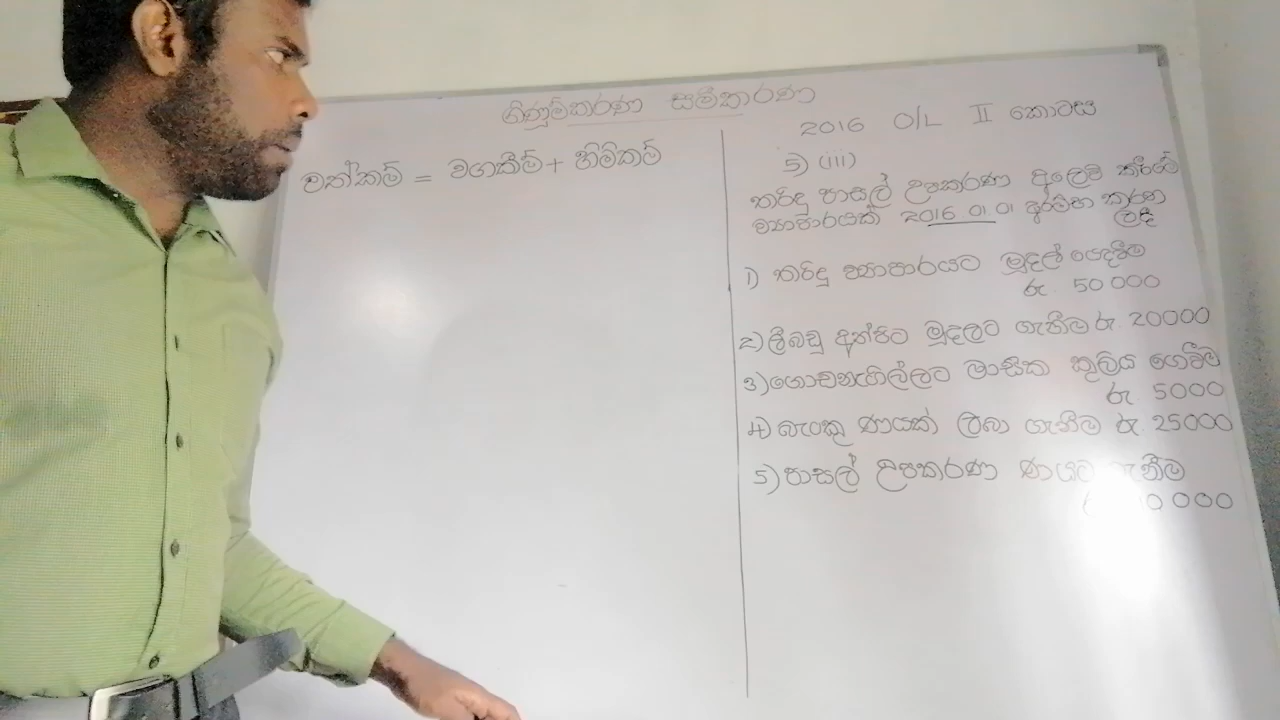 ගිණුම්කරණ සමීකරණ
වත්කම් = වගකීම් + හිමිකම්
2016 O/L II කොටස
5) (iii)
තරිඳු පාසල් උපකරණ අලෙවි කිරීමේ
ව්‍යාපාරයක් 2016 01 01 අරම්භ කරන
ලදී
1) තරිඳු ව්‍යාපාරයට මුදල් යෙදවීම
රු. 50 000
2) ලීබඩු අත්පිට මුදලට ගැනීම රු. 20000
3) ගොඩනැගිල්ලට මාසික කුලිය ගෙවීම
රු. 5000
4) බැංකු ණයක් ලබා ගැනීම රු. 25000
5) පාසල් උපකරණ ණයට ගැනීම